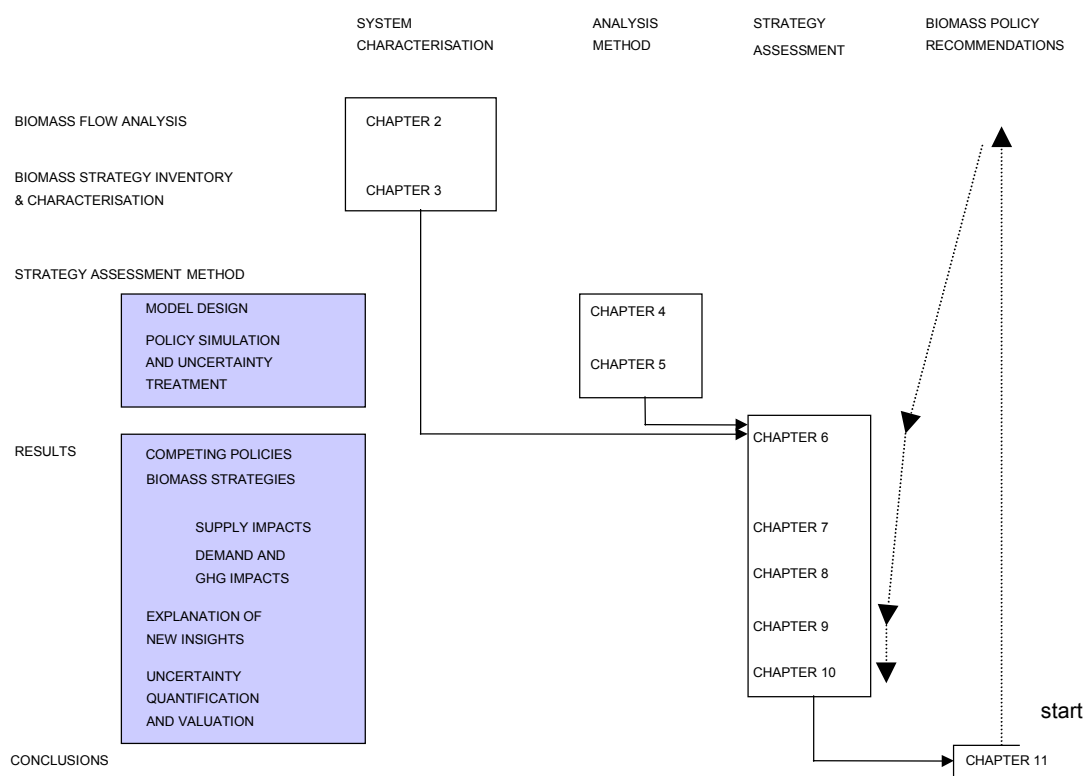 SYSTEM
CHARACTERISATION
ANALYSIS
METHOD
STRATEGY
ASSESSMENT
BIOMASS POLICY
RECOMMENDATIONS
BIOMASS FLOW ANALYSIS
CHAPTER 2
BIOMASS STRATEGY INVENTORY
& CHARACTERISATION
CHAPTER 3
STRATEGY ASSESSMENT METHOD
MODEL DESIGN
CHAPTER 4
POLICY SIMULATION
AND UNCERTAINTY
TREATMENT
CHAPTER 5
RESULTS
COMPETING POLICIES
CHAPTER 6
BIOMASS STRATEGIES
SUPPLY IMPACTS
CHAPTER 7
DEMAND AND
GHG IMPACTS
CHAPTER 8
EXPLANATION OF
NEW INSIGHTS
CHAPTER 9
UNCERTAINTY
QUANTIFICATION
AND VALUATION
CHAPTER 10
start
CONCLUSIONS
CHAPTER 11